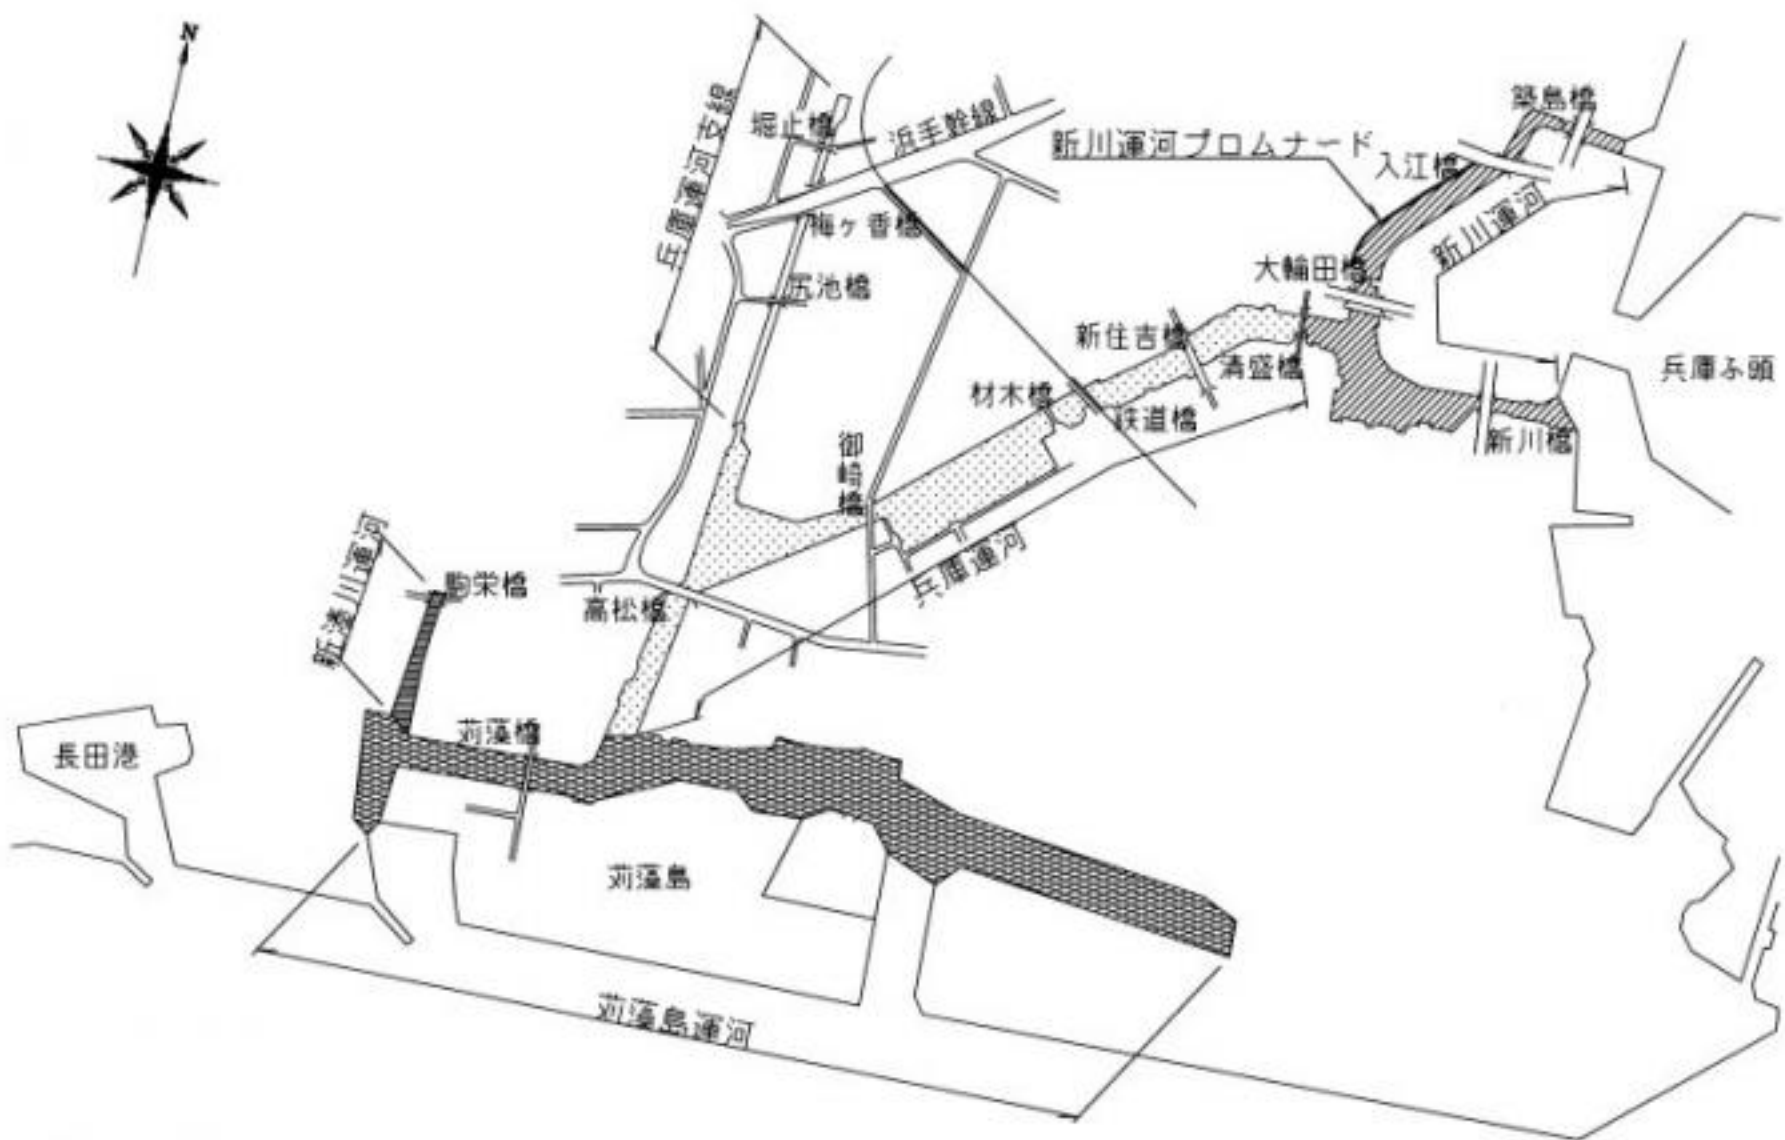 N
築島橋
兵庫運河支線
堀止橋
浜手幹線
新川運河プロムナード
入江橋
梅ヶ香橋
新川運河
大輪田橋
尻池橋
新住吉橋
清盛橋
兵庫ふ頭
材木橋
鉄道橋
新川橋
御崎橋
兵庫運河
新湊川運河
駒栄橋
高松橋
苅藻橋
長田港
苅藻島
苅藻島運河